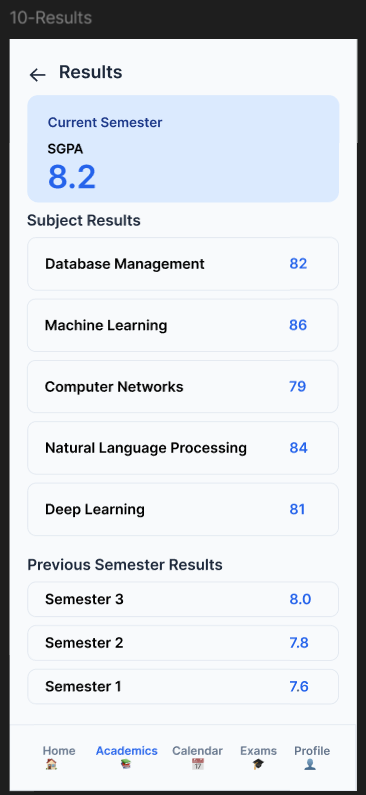 10-Results
← Results
Current Semester
SGPA
8.2
Subject Results
Database Management 82
Machine Learning 86
Computer Networks 79
Natural Language Processing 84
Deep Learning 81
Previous Semester Results
Semester 3 8.0
Semester 2 7.8
Semester 1 7.6
Home Academics Calendar Exams Profile